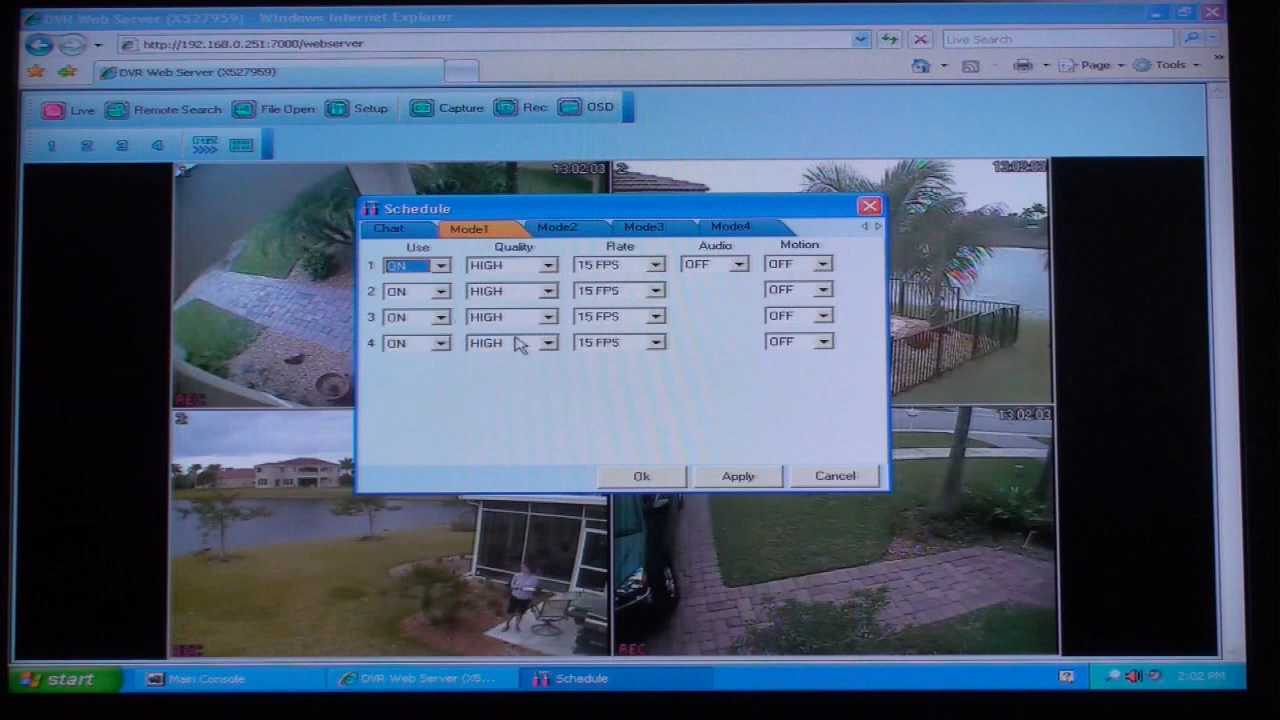 DVR Web Server (X527959) - Windows Internet Explorer
http://192.168.0.251:7000/webserver
Live Search
DVR Web Server (X527959)
Page
Tools
Live
Remote Search
File Open
Setup
Capture
Rec
OSD
1 2 3 4
13:02:03
2:
13:02:03
Schedule
Chart Mode1 Mode2 Mode3 Mode4
Use Quality Rate Audio Motion
1 ON HIGH 15 FPS OFF OFF
2 ON HIGH 15 FPS OFF
3 ON HIGH 15 FPS OFF
4 ON HIGH 15 FPS OFF
Ok Apply Cancel
REC
3:
13:02:03
REC
REC
start
Main Console
DVR Web Server (X5...
Schedule
2:02 PM